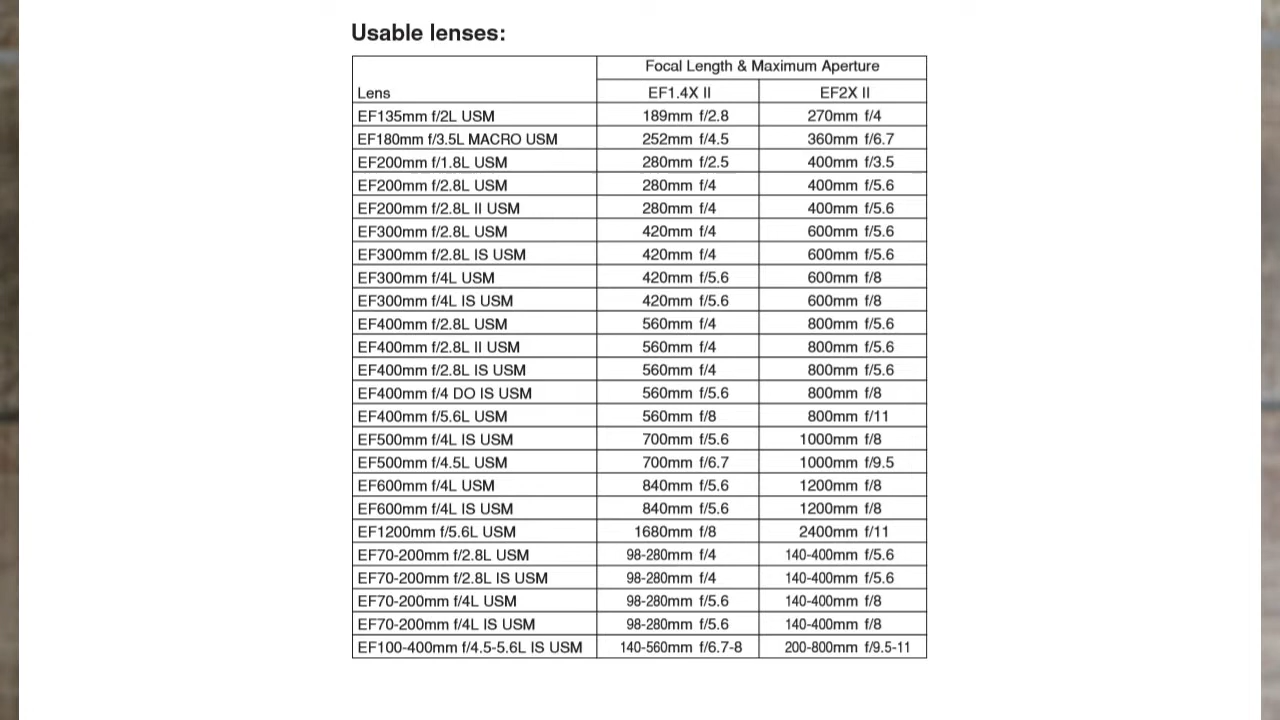 Usable lenses:
Focal Length & Maximum Aperture
Lens EF1.4X II EF2X II
EF135mm f/2L USM 189mm f/2.8 270mm f/4
EF180mm f/3.5L MACRO USM 252mm f/4.5 360mm f/6.7
EF200mm f/1.8L USM 280mm f/2.5 400mm f/3.5
EF200mm f/2.8L USM 280mm f/4 400mm f/5.6
EF200mm f/2.8L II USM 280mm f/4 400mm f/5.6
EF300mm f/2.8L USM 420mm f/4 600mm f/5.6
EF300mm f/2.8L IS USM 420mm f/4 600mm f/5.6
EF300mm f/4L USM 420mm f/5.6 600mm f/8
EF300mm f/4L IS USM 420mm f/5.6 600mm f/8
EF400mm f/2.8L USM 560mm f/4 800mm f/5.6
EF400mm f/2.8L II USM 560mm f/4 800mm f/5.6
EF400mm f/2.8L IS USM 560mm f/4 800mm f/5.6
EF400mm f/4 DO IS USM 560mm f/5.6 800mm f/8
EF400mm f/5.6L USM 560mm f/8 800mm f/11
EF500mm f/4L IS USM 700mm f/5.6 1000mm f/8
EF500mm f/4.5L USM 700mm f/6.7 1000mm f/9.5
EF600mm f/4L USM 840mm f/5.6 1200mm f/8
EF600mm f/4L IS USM 840mm f/5.6 1200mm f/8
EF1200mm f/5.6L USM 1680mm f/8 2400mm f/11
EF70-200mm f/2.8L USM 98-280mm f/4 140-400mm f/5.6
EF70-200mm f/2.8L IS USM 98-280mm f/4 140-400mm f/5.6
EF70-200mm f/4L USM 98-280mm f/5.6 140-400mm f/8
EF70-200mm f/4L IS USM 98-280mm f/5.6 140-400mm f/8
EF100-400mm f/4.5-5.6L IS USM 140-560mm f/6.7-8 200-800mm f/9.5-11